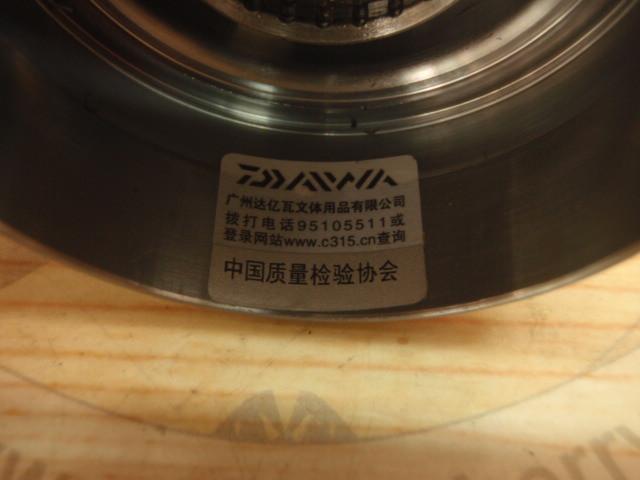 DAIWA
广州达亿瓦文体用品有限公司
拨打电话95105511或
登录网站www.c315.cn查询
中国质量检验协会